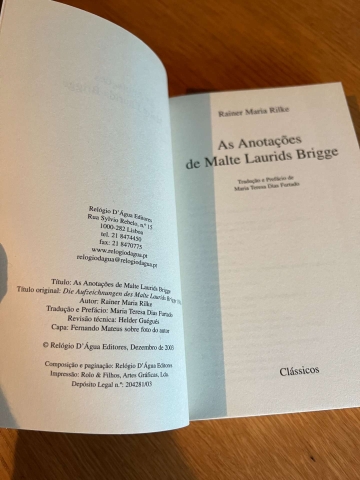 Relógio D'Água Editores
Rua Sylvio Rebelo, n.º 15
1000-282 Lisboa
tel. 21 8474450
fax: 21 8470775
www.relogiodagua.pt
relogiodagua@relogiodagua.pt
Título: As Anotações de Malte Laurids Brigge
Título original: Die Aufzeichnungen des Malte Laurids Brigge
Autor: Rainer Maria Rilke
Tradução e Prefácio: Maria Teresa Dias Furtado
Revisão técnica: Helder Guégués
Capa: Fernando Mateus sobre foto do autor
© Relógio D'Água Editores, Dezembro de 2003
Composição e paginação: Relógio D'Água Editores
Impressão: Rolo & Filhos, Artes Gráficas, Lda.
Depósito Legal n.º: 204281/03
Rainer Maria Rilke
As Anotações
de Malte Laurids Brigge
Tradução e Prefácio de
Maria Teresa Dias Furtado
Clássicos